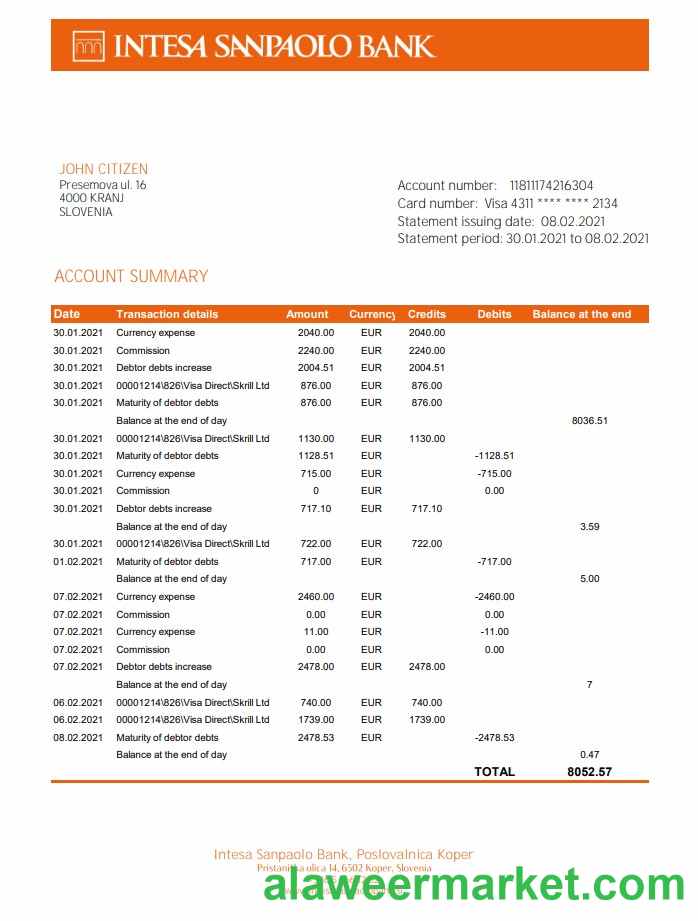 INTESA SANPAOLO BANK
JOHN CITIZEN
Presernova ul. 16
4000 KRANJ
SLOVENIA
Account number: 11811174216304
Card number: Visa 4311 **** **** 2134
Statement issuing date: 08.02.2021
Statement period: 30.01.2021 to 08.02.2021
ACCOUNT SUMMARY
Date Transaction details Amount Currency Credits Debits Balance at the end
30.01.2021 Currency expense 2040.00 EUR 2040.00
30.01.2021 Commission 2240.00 EUR 2240.00
30.01.2021 Debtor debts increase 2004.51 EUR 2004.51
30.01.2021 00001214\826\Visa Direct\Skrill Ltd 876.00 EUR 876.00
30.01.2021 Maturity of debtor debts 876.00 EUR 876.00
Balance at the end of day 8036.51
30.01.2021 00001214\826\Visa Direct\Skrill Ltd 1130.00 EUR 1130.00
30.01.2021 Maturity of debtor debts 1128.51 EUR -1128.51
30.01.2021 Currency expense 715.00 EUR -715.00
30.01.2021 Commission 0 EUR 0.00
30.01.2021 Debtor debts increase 717.10 EUR 717.10
Balance at the end of day 3.59
30.01.2021 00001214\826\Visa Direct\Skrill Ltd 722.00 EUR 722.00
01.02.2021 Maturity of debtor debts 717.00 EUR -717.00
Balance at the end of day 5.00
07.02.2021 Currency expense 2460.00 EUR -2460.00
07.02.2021 Commission 0.00 EUR 0.00
07.02.2021 Currency expense 11.00 EUR -11.00
07.02.2021 Commission 0.00 EUR 0.00
07.02.2021 Debtor debts increase 2478.00 EUR 2478.00
Balance at the end of day 7
06.02.2021 00001214\826\Visa Direct\Skrill Ltd 740.00 EUR 740.00
06.02.2021 00001214\826\Visa Direct\Skrill Ltd 1739.00 EUR 1739.00
08.02.2021 Maturity of debtor debts 2478.53 EUR -2478.53
Balance at the end of day 0.47
TOTAL 8052.57
Intesa Sanpaolo Bank, Poslovalnica Koper
Pristaniška ulica 14, 6502 Koper, Slovenia
alaweermarket.com